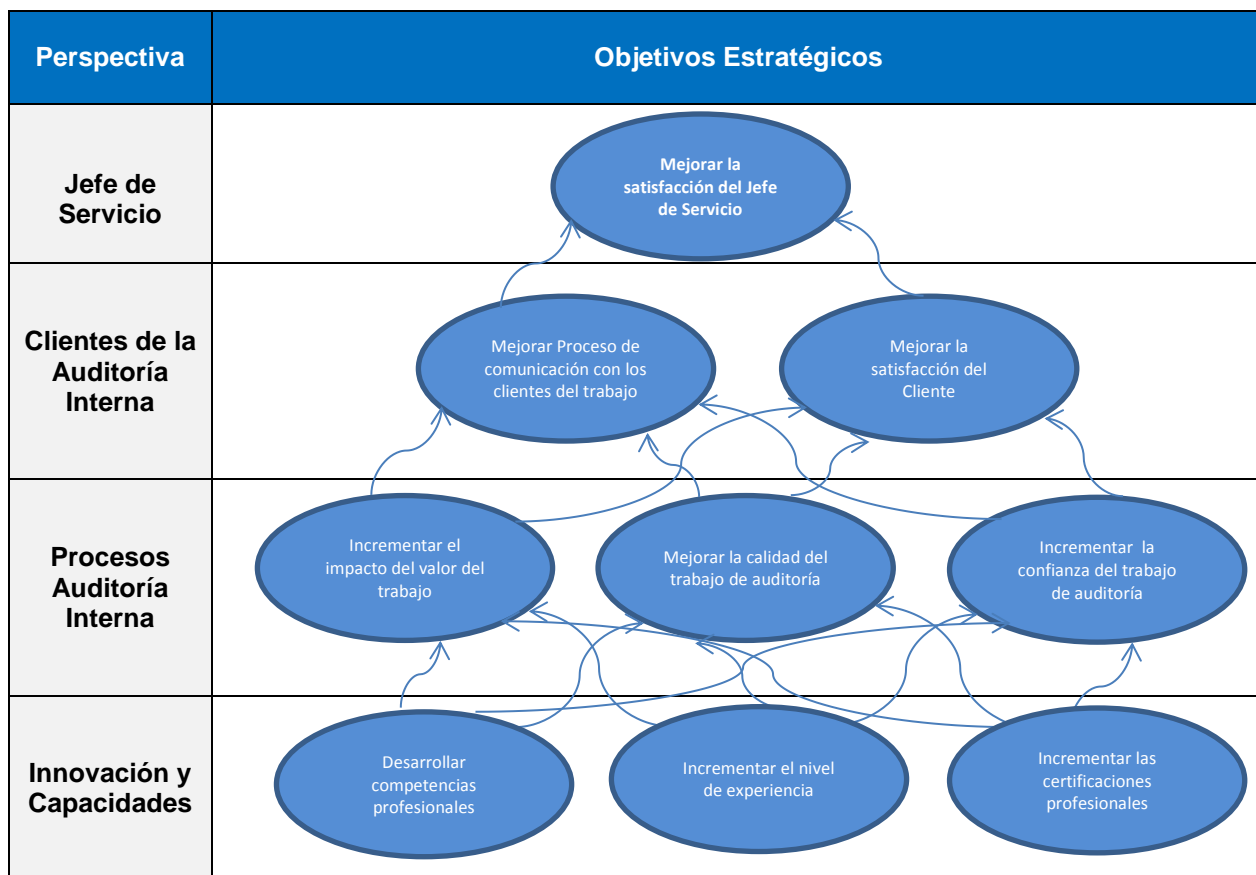 Perspectiva
Objetivos Estratégicos
Jefe de
Servicio
Mejorar la
satisfacción del Jefe
de Servicio
Clientes de la
Auditoría
Interna
Mejorar Proceso de
comunicación con los
clientes del trabajo
Mejorar la
satisfacción del
Cliente
Procesos
Auditoría
Interna
Incrementar el
impacto del valor del
trabajo
Mejorar la calidad del
trabajo de auditoría
Incrementar la
confianza del trabajo
de auditoría
Innovación y
Capacidades
Desarrollar
competencias
profesionales
Incrementar el nivel
de experiencia
Incrementar las
certificaciones
profesionales